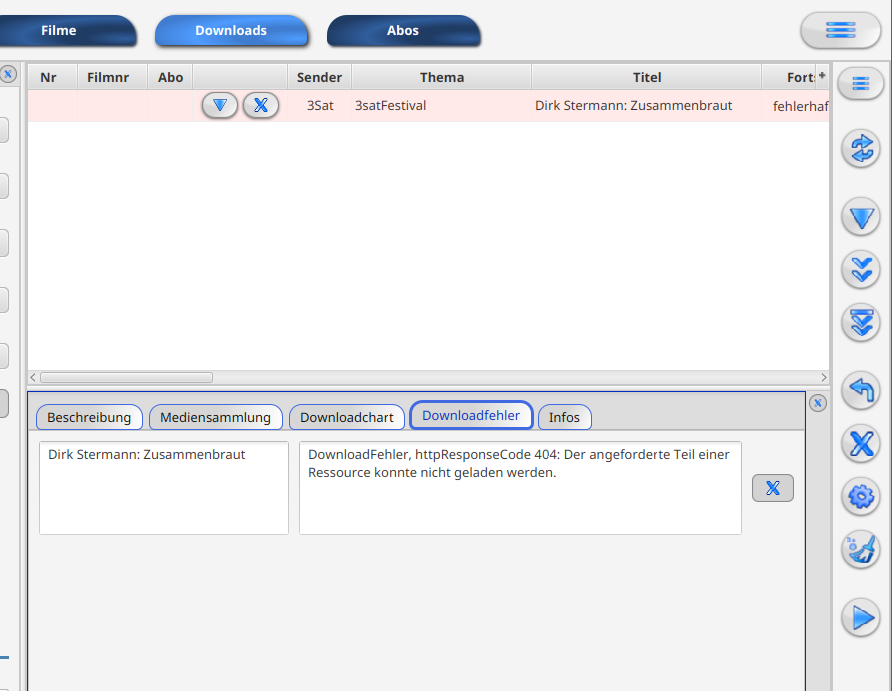 Filme
Downloads
Abos
Nr
Filmnr
Abo
Sender
Thema
Titel
3Sat
3satFestival
Dirk Stermann: Zusammenbraut
fehlerhaf
Beschreibung
Mediensammlung
Downloadchart
Downloadfehler
Infos
Dirk Stermann: Zusammenbraut
DownloadFehler, httpResponseCode 404: Der angeforderte Teil einer
Ressource konnte nicht geladen werden.